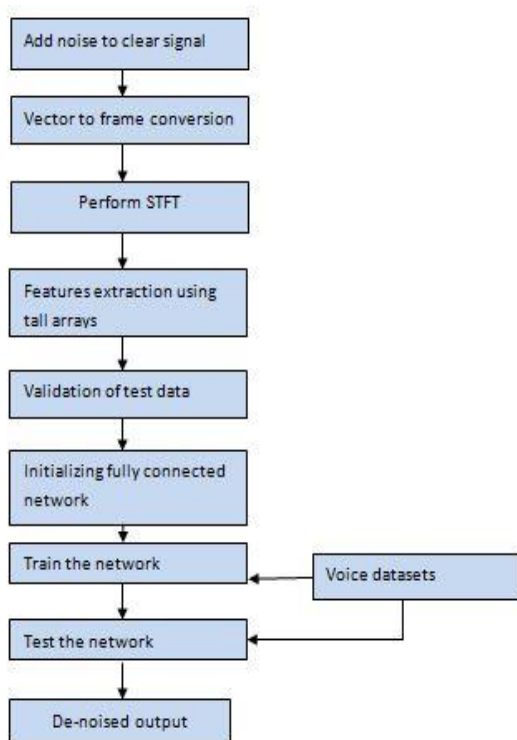 Add noise to clear signal
Vector to frame conversion
Perform STFT
Features extraction using
tall arrays
Validation of test data
Initializing fully connected
network
Train the network
Voice datasets
Test the network
De-noised output